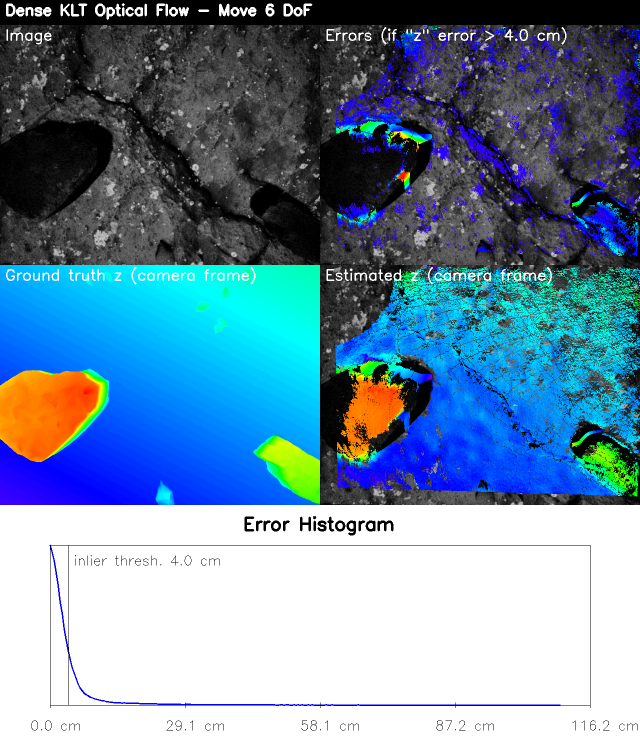 Dense KLT Optical Flow - Move 6 DoF
Image
Errors (if "z" error > 4.0 cm)
Ground truth z (camera frame)
Estimated z (camera frame)
Error Histogram
inlier thresh. 4.0 cm
0.0 cm 29.1 cm 58.1 cm 87.2 cm 116.2 cm